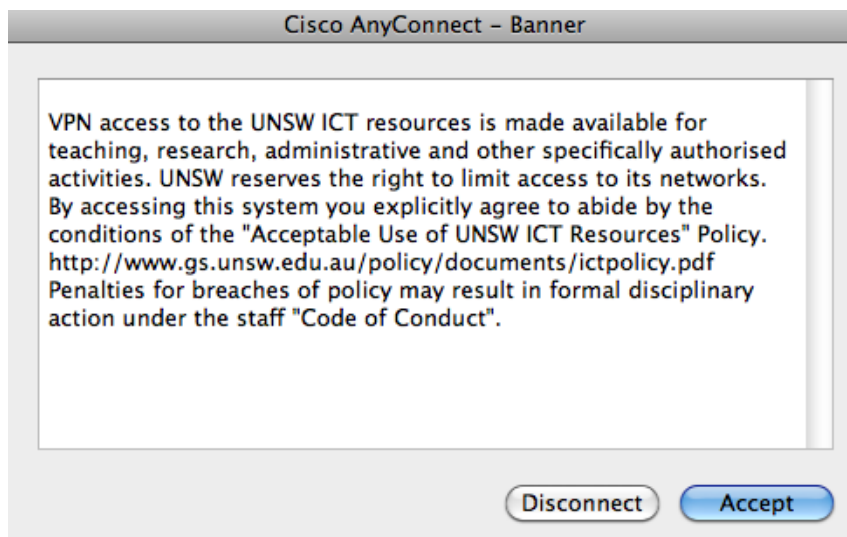 Cisco AnyConnect – Banner
VPN access to the UNSW ICT resources is made available for
teaching, research, administrative and other specifically authorised
activities. UNSW reserves the right to limit access to its networks.
By accessing this system you explicitly agree to abide by the
conditions of the "Acceptable Use of UNSW ICT Resources" Policy.
http://www.gs.unsw.edu.au/policy/documents/ictpolicy.pdf
Penalties for breaches of policy may result in formal disciplinary
action under the staff "Code of Conduct".
Disconnect Accept